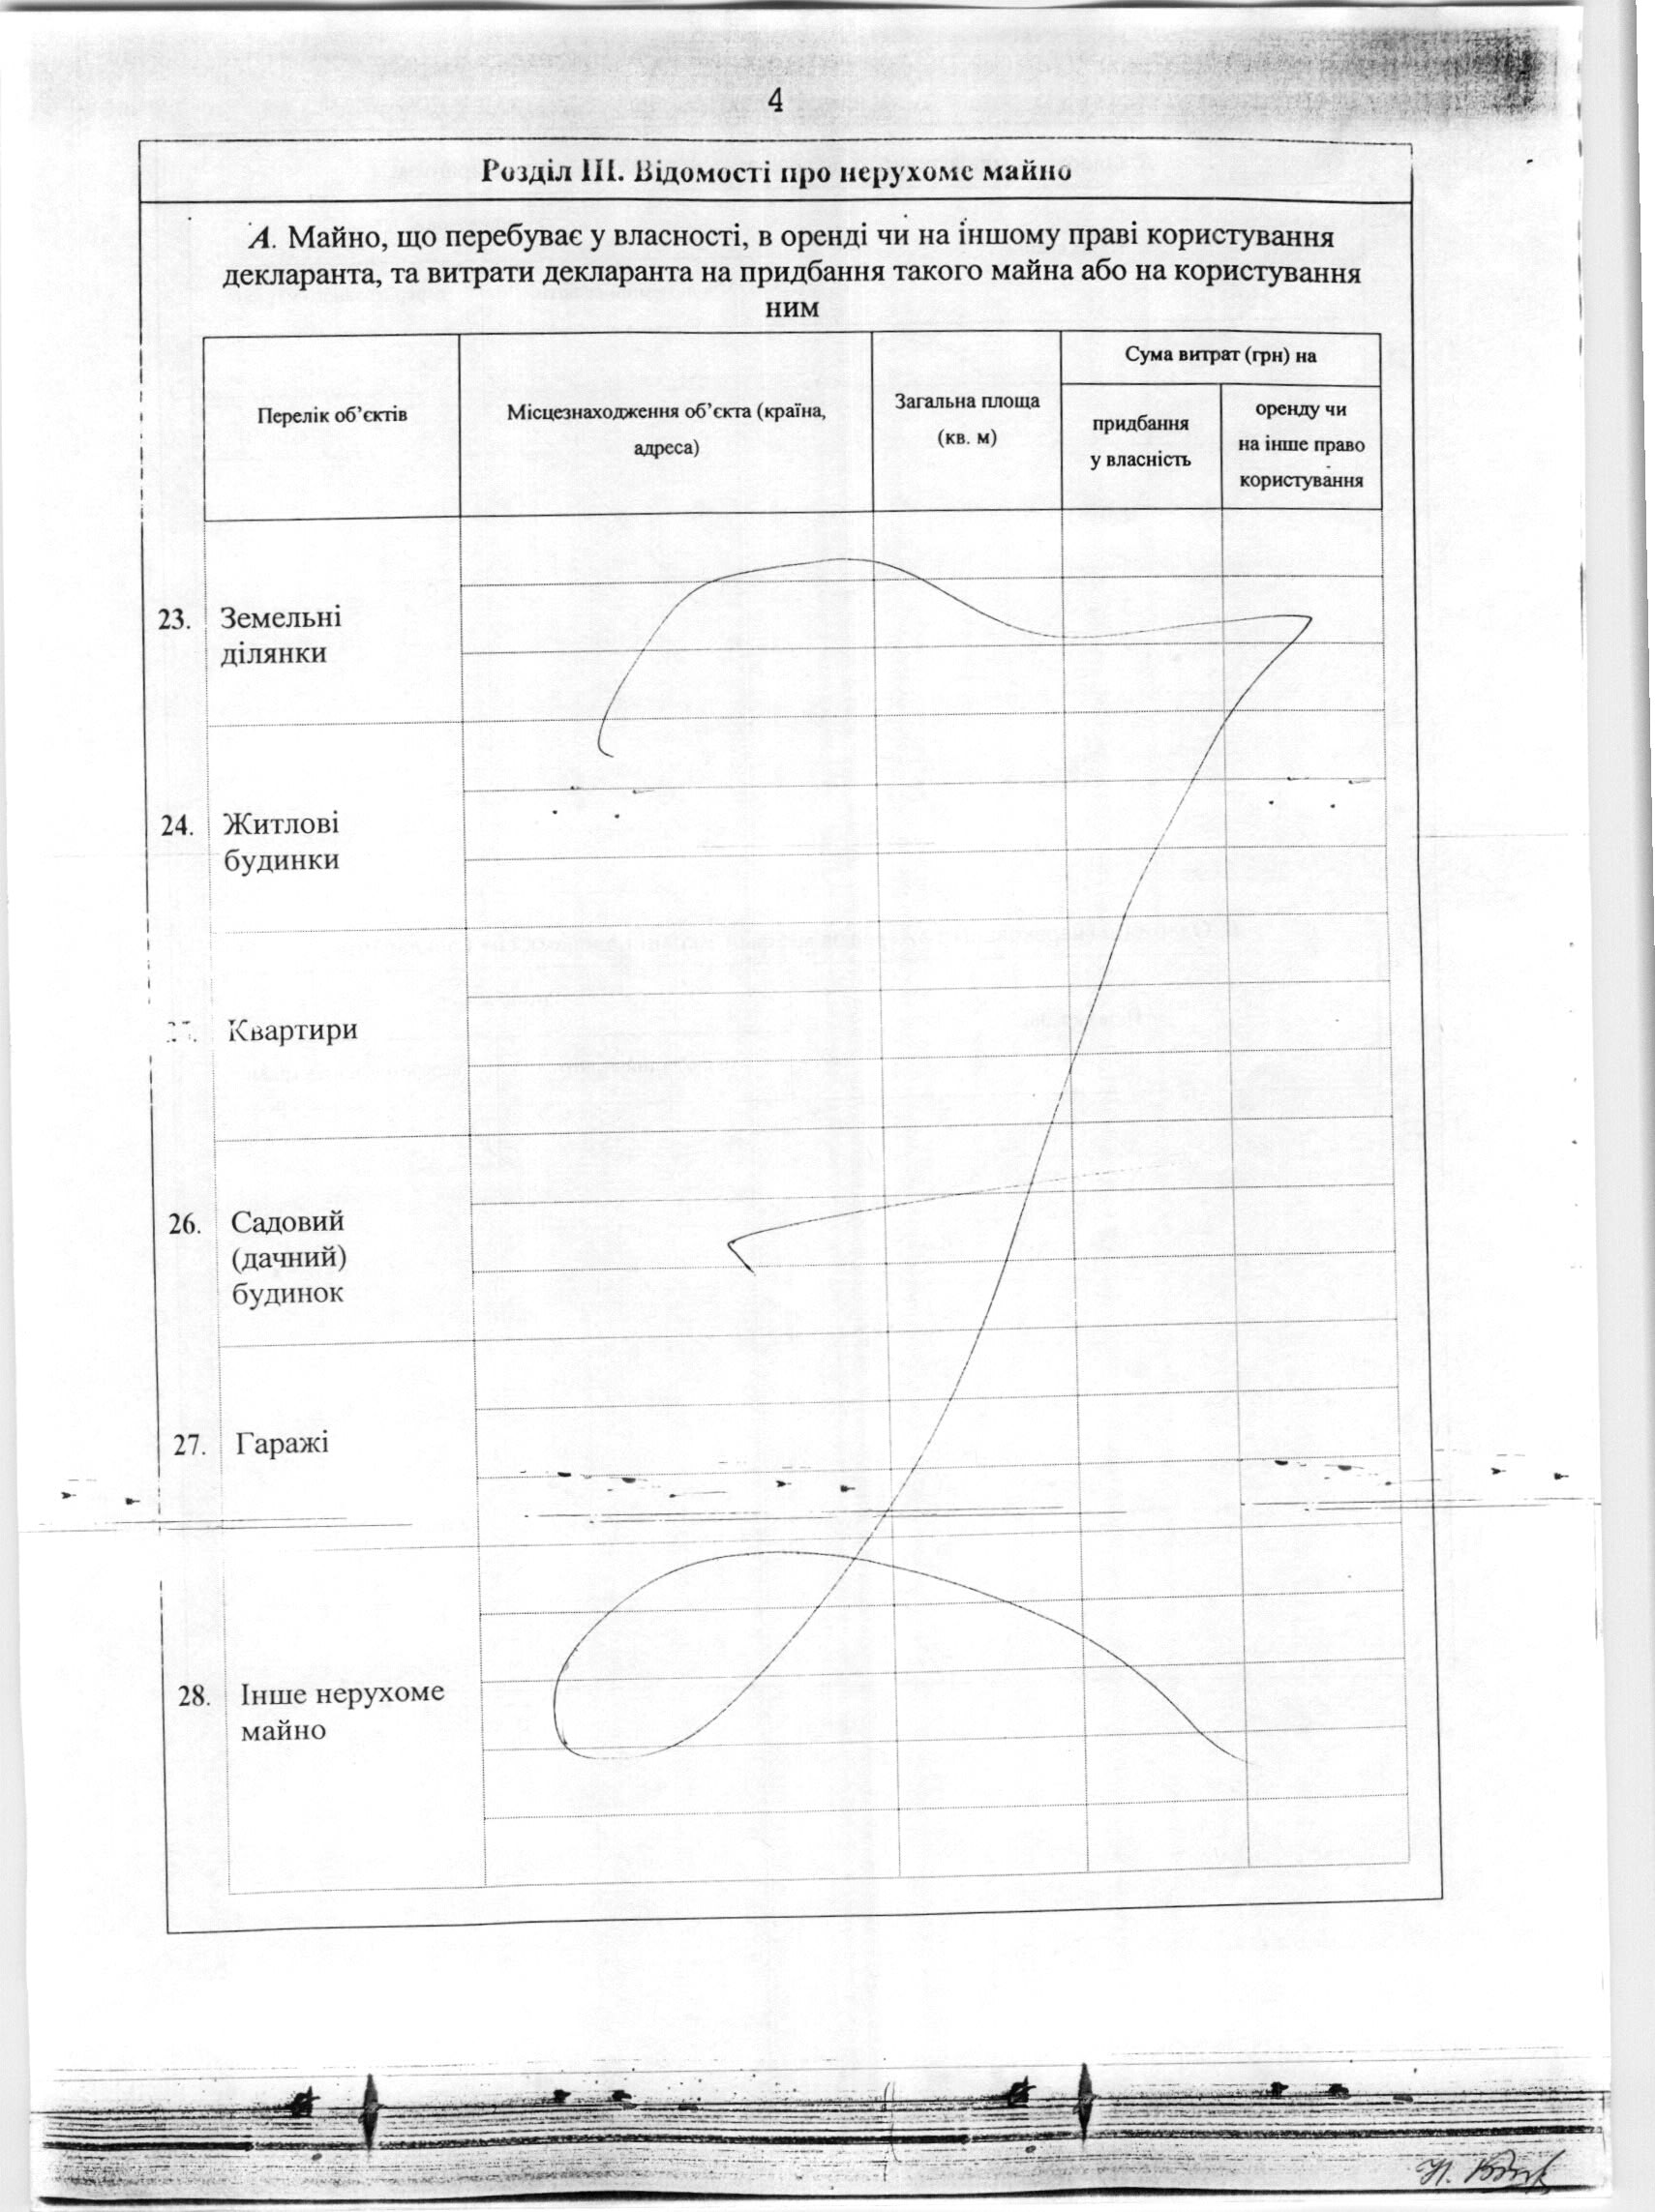 4
Розділ III. Відомості про нерухоме майно
А. Майно, що перебуває у власності, в оренді чи на іншому праві користування
декларанта, та витрати декларанта на придбання такого майна або на користування
ним
Перелік об’єктів
Місцезнаходження об’єкта (країна,
адреса)
Загальна площа
(кв. м)
Сума витрат (грн) на
придбання
у власність
оренду чи
на інше право
користування
23. Земельні
ділянки
24. Житлові
будинки
Квартири
26. Садовий
(дачний)
будинок
27. Гаражі
28. Інше нерухоме
майно